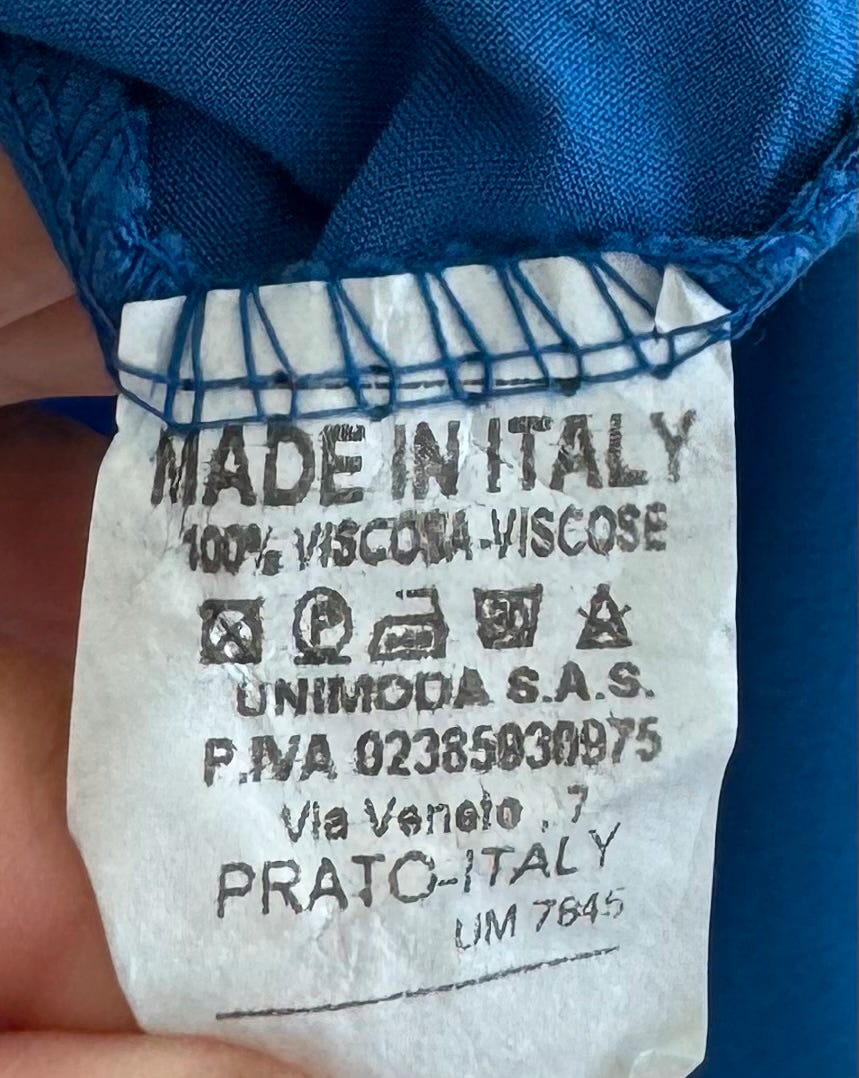 MADE IN ITALY
100% VISCOSA-VISCOSE
P
UNIMODA S.A.S.
P.IVA 02385830975
Via Veneto , 7
PRATO-ITALY
UM 7845